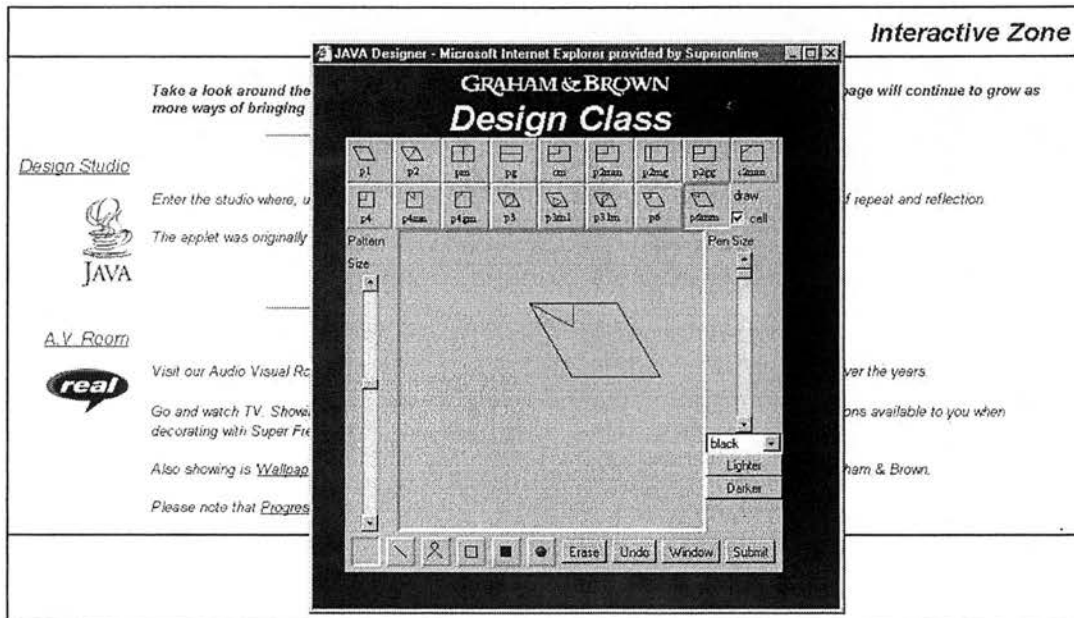 Interactive Zone
JAVA Designer - Microsoft Internet Explorer provided by Superonline
GRAHAM & BROWN
Design Class
Take a look around the
page will continue to grow as
more ways of bringing
p1 p2 pm pg cm p2mm p2mg p2gg c2mm
Design Studio
p4 p4mm p4gm p3 p3m1 p31m p6 p6mm
draw
cell
Enter the studio where, u
f repeat and reflection
The applet was originally
JAVA
Pattern
Size
Pen Size
A.V. Room
real
Visit our Audio Visual Ro
ver the years.
Go and watch TV. Showi
ons available to you when
decorating with Super Fre
black
Also showing is Wallpap
ham & Brown.
Lighter
Darker
Please note that Progres
Erase Undo Window Submit